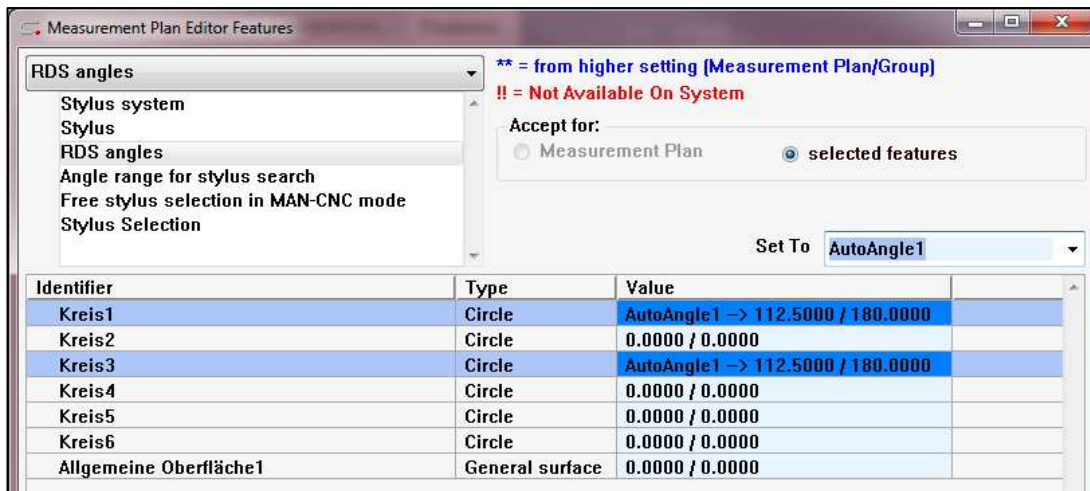 Measurement Plan Editor Features
RDS angles
** = from higher setting (Measurement Plan/Group)
!! = Not Available On System
Stylus system
Stylus
RDS angles
Angle range for stylus search
Free stylus selection in MAN-CNC mode
Stylus Selection
Accept for:
Measurement Plan selected features
Set To AutoAngle1
Identifier Type Value
Kreis1 Circle AutoAngle1 --> 112.5000 / 180.0000
Kreis2 Circle 0.0000 / 0.0000
Kreis3 Circle AutoAngle1 --> 112.5000 / 180.0000
Kreis4 Circle 0.0000 / 0.0000
Kreis5 Circle 0.0000 / 0.0000
Kreis6 Circle 0.0000 / 0.0000
Allgemeine Oberfläche1 General surface 0.0000 / 0.0000